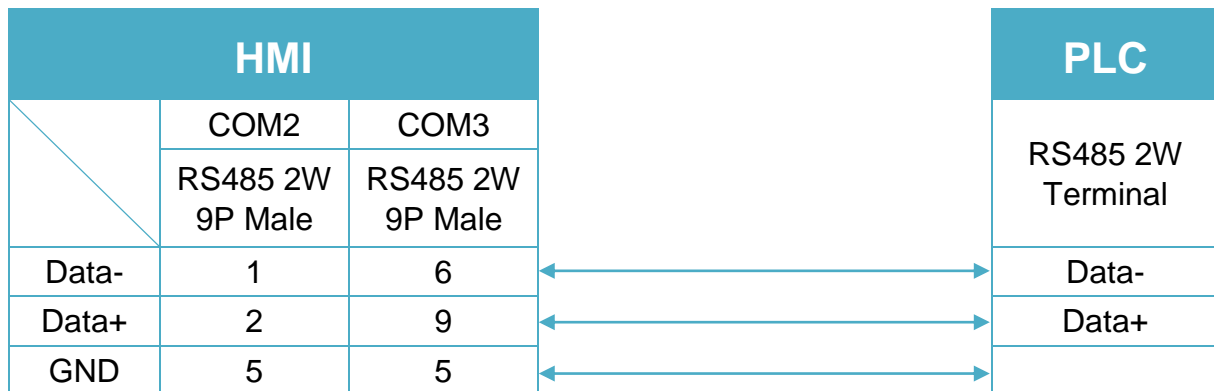 HMI PLC
COM2 COM3
RS485 2W
9P Male
RS485 2W
9P Male
RS485 2W
Terminal
Data- 1 6 Data-
Data+ 2 9 Data+
GND 5 5